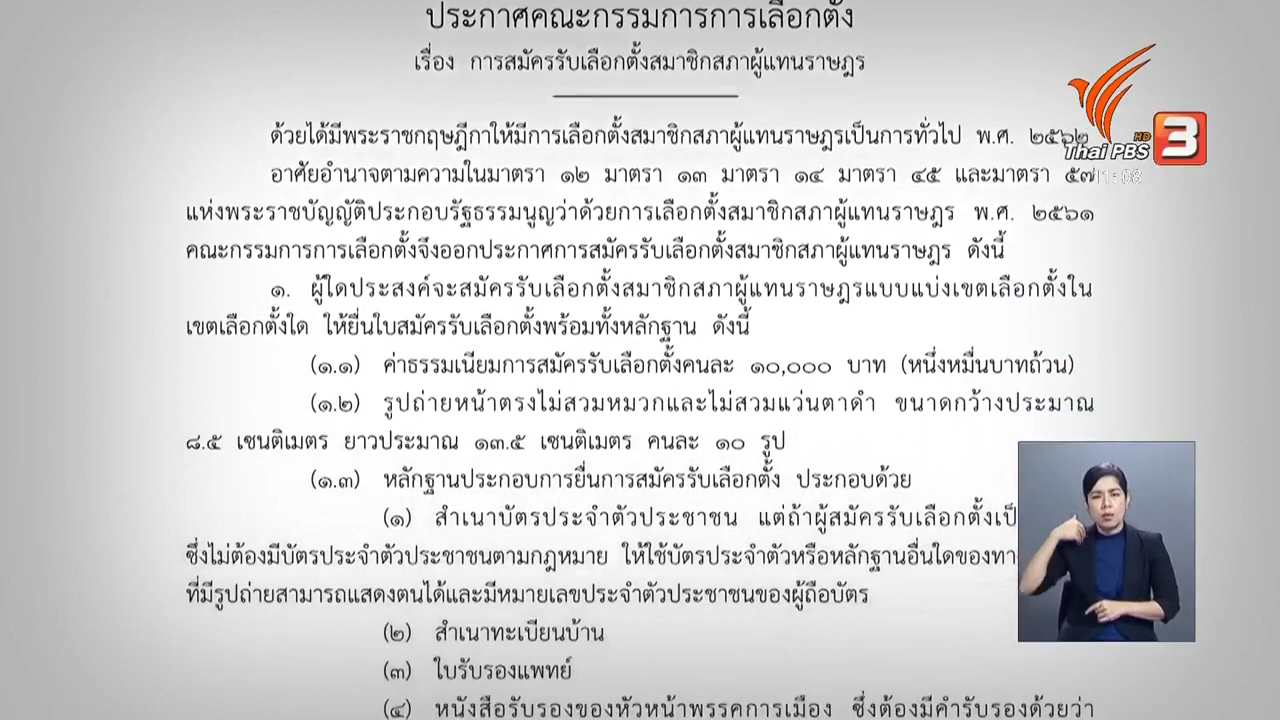 ประกาศคณะกรรมการการเลือกตั้ง
เรื่อง การสมัครรับเลือกตั้งสมาชิกสภาผู้แทนราษฎร
ด้วยได้มีพระราชกฤษฎีกาให้มีการเลือกตั้งสมาชิกสภาผู้แทนราษฎรเป็นการทั่วไป พ.ศ. ๒๕๖๒
อาศัยอำนาจตามความในมาตรา ๑๒ มาตรา ๑๓ มาตรา ๑๔ มาตรา ๔๕ และมาตรา ๕๗
แห่งพระราชบัญญัติประกอบรัฐธรรมนูญว่าด้วยการเลือกตั้งสมาชิกสภาผู้แทนราษฎร พ.ศ. ๒๕๖๑
คณะกรรมการการเลือกตั้งจึงออกประกาศการสมัครรับเลือกตั้งสมาชิกสภาผู้แทนราษฎร ดังนี้
๑. ผู้ใดประสงค์จะสมัครรับเลือกตั้งสมาชิกสภาผู้แทนราษฎรแบบแบ่งเขตเลือกตั้งใน
เขตเลือกตั้งใด ให้ยื่นใบสมัครรับเลือกตั้งพร้อมทั้งหลักฐาน ดังนี้
(๑.๑) ค่าธรรมเนียมการสมัครรับเลือกตั้งคนละ ๑๐,๐๐๐ บาท (หนึ่งหมื่นบาทถ้วน)
(๑.๒) รูปถ่ายหน้าตรงไม่สวมหมวกและไม่สวมแว่นตาดำ ขนาดกว้างประมาณ
๘.๕ เซนติเมตร ยาวประมาณ ๑๓.๕ เซนติเมตร คนละ ๑๐ รูป
(๑.๓) หลักฐานประกอบการยื่นการสมัครรับเลือกตั้ง ประกอบด้วย
(๑) สำเนาบัตรประจำตัวประชาชน แต่ถ้าผู้สมัครรับเลือกตั้งเป็
ซึ่งไม่ต้องมีบัตรประจำตัวประชาชนตามกฎหมาย ให้ใช้บัตรประจำตัวหรือหลักฐานอื่นใดของทา
ที่มีรูปถ่ายสามารถแสดงตนได้และมีหมายเลขประจำตัวประชาชนของผู้ถือบัตร
(๒) สำเนาทะเบียนบ้าน
(๓) ใบรับรองแพทย์
(๔) หนังสือรับรองของหัวหน้าพรรคการเมือง ซึ่งต้องมีคำรับรองด้วยว่า
Thai PBS HD 3
11:08